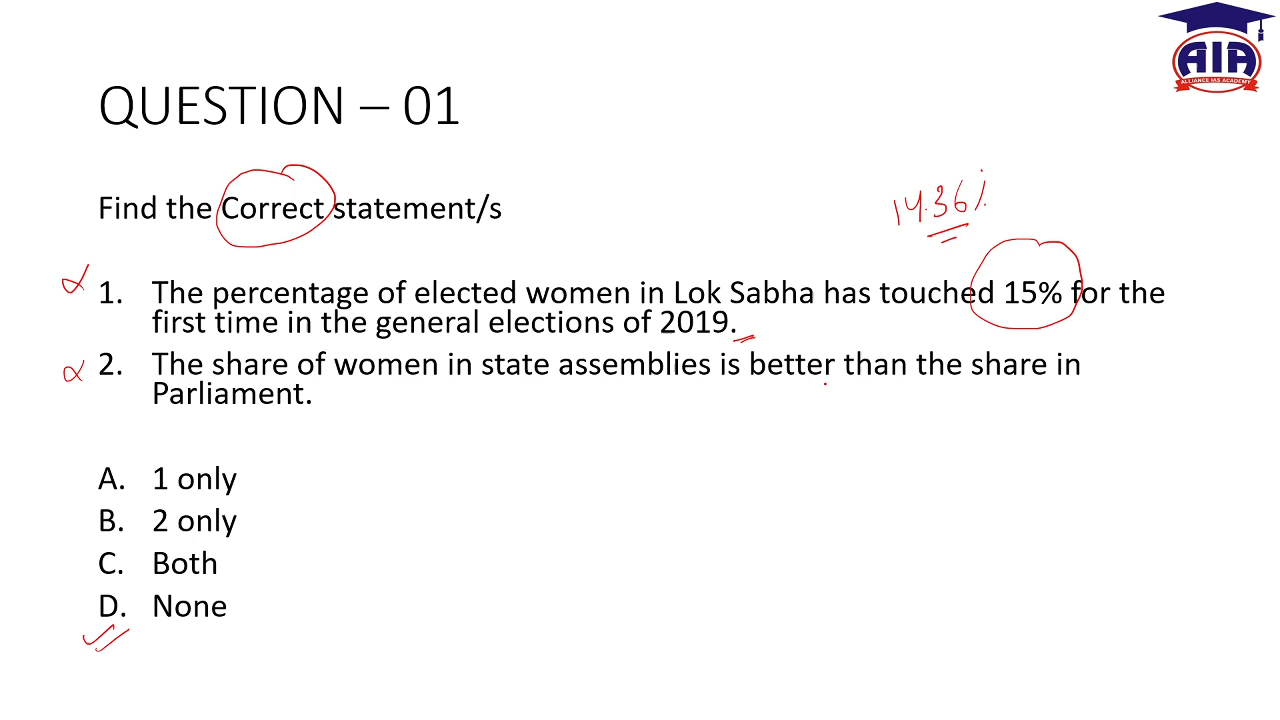 AIA
ALLIANCE IAS ACADEMY
QUESTION – 01
Find the Correct statement/s
14.36%
1. The percentage of elected women in Lok Sabha has touched 15% for the
first time in the general elections of 2019.
2. The share of women in state assemblies is better than the share in
Parliament.
A. 1 only
B. 2 only
C. Both
D. None